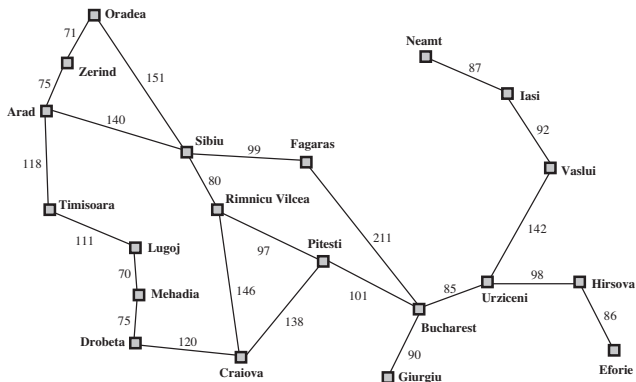 Oradea
71
Neamt
Zerind
87
151
75
Iasi
Arad
140
92
Sibiu
Fagaras
99
118
Vaslui
80
Rimnicu Vilcea
Timisoara
142
111
211
Lugoj
97
Pitesti
70
98
Hirsova
85
146
101
Urziceni
Mehadia
86
138
Bucharest
75
Drobeta
120
90
Eforie
Craiova
Giurgiu